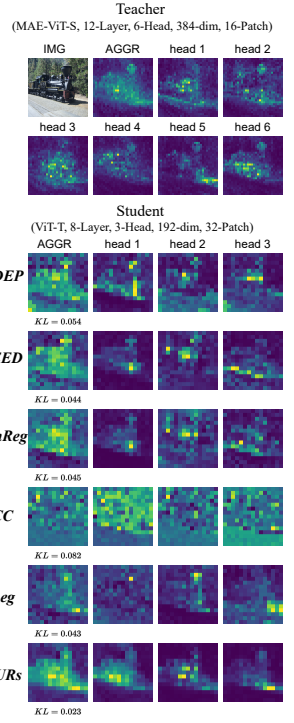 Teacher
(MAE-ViT-S, 12-Layer, 6-Head, 384-dim, 16-Patch)
IMG AGGR head 1 head 2
head 3 head 4 head 5 head 6
Student
(ViT-T, 8-Layer, 3-Head, 192-dim, 32-Patch)
AGGR head 1 head 2 head 3
DEP
KL = 0.054
KL = 0.044
KL = 0.045
KL = 0.082
KL = 0.043
KL = 0.023